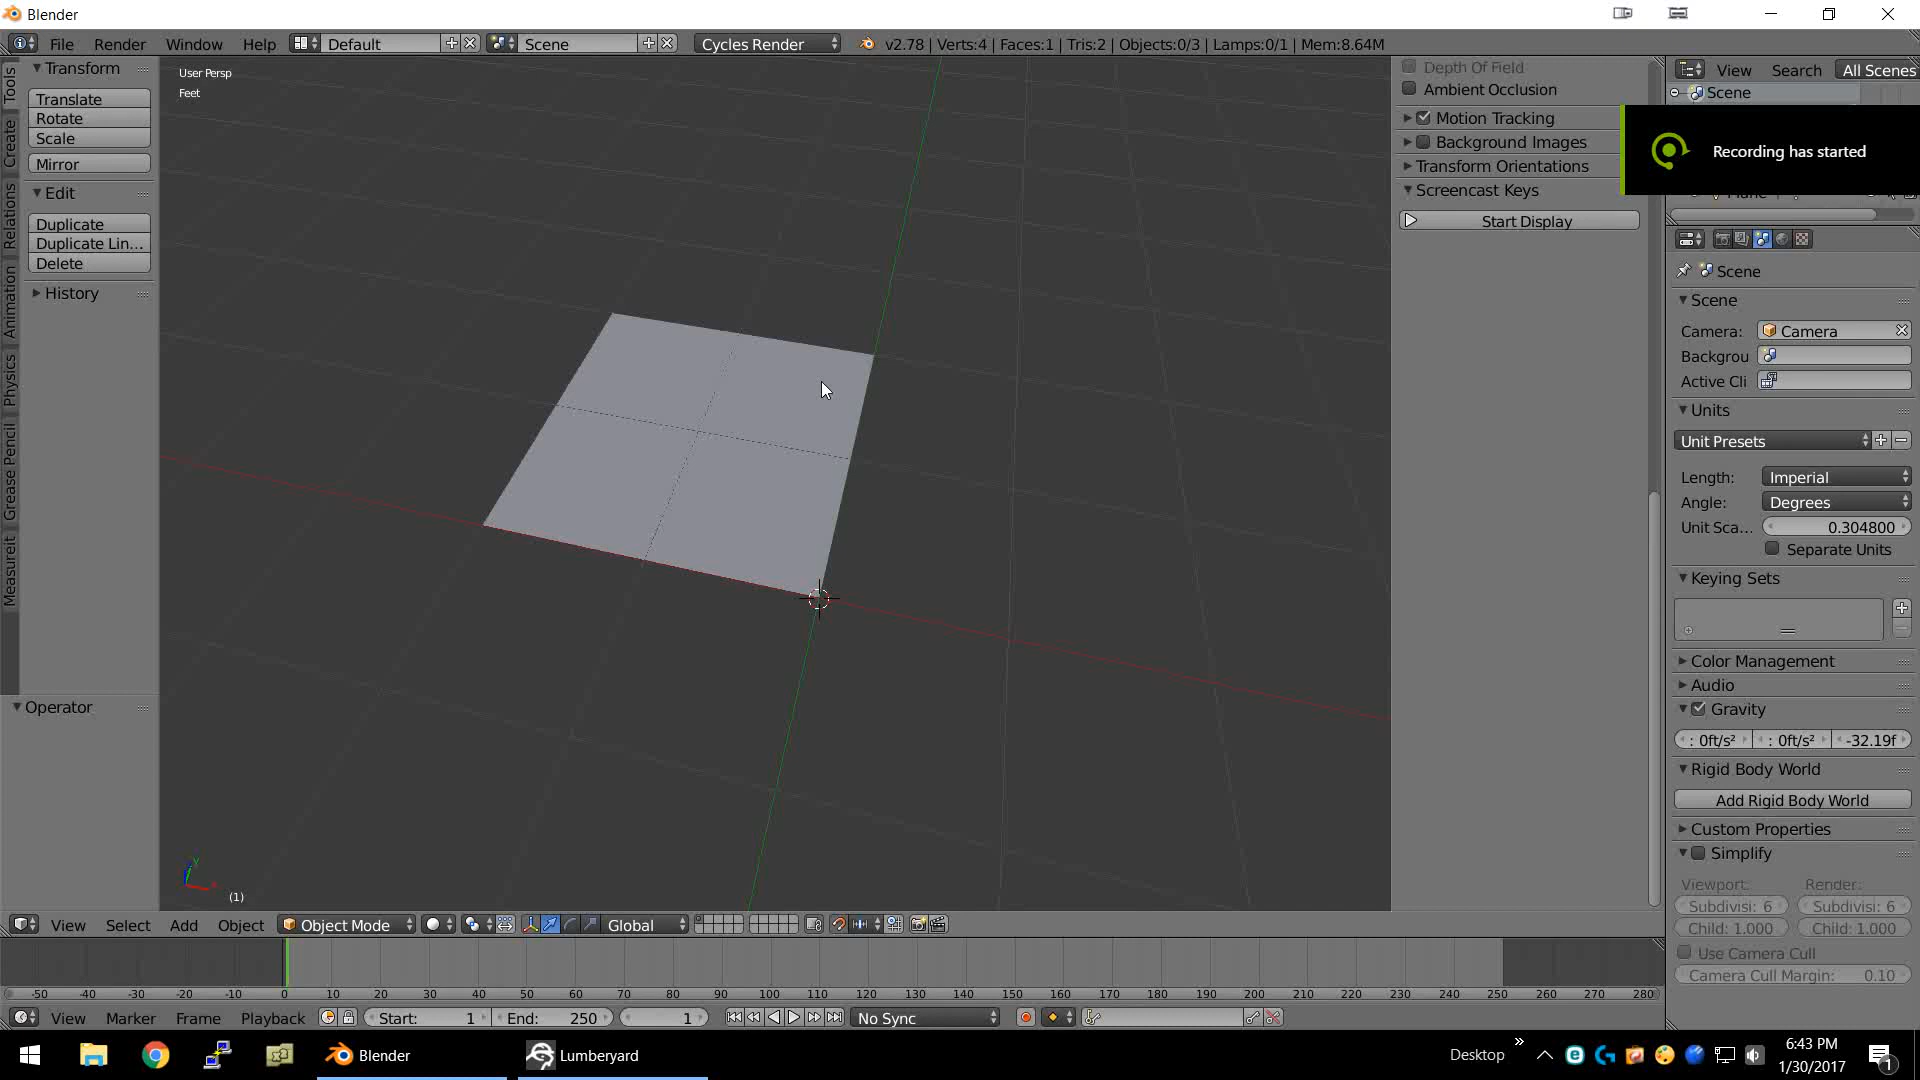 Blender
File Render Window Help Default Scene Cycles Render v2.78 | Verts:4 | Faces:1 | Tris:2 | Objects:0/3 | Lamps:0/1 | Mem:8.64M
Tools
Create
Relations
Animation
Physics
Grease Pencil
Measureit
Transform
Translate
Rotate
Scale
Mirror
Edit
Duplicate
Duplicate Lin...
Delete
History
Operator
User Persp
Feet
(1)
Depth Of Field
Ambient Occlusion
Motion Tracking
Background Images
Transform Orientations
Screencast Keys
Start Display
View Search All Scenes
Scene
Recording has started
Plane
Scene
Scene
Camera: Camera
Backgrou
Active Cli
Units
Unit Presets
Length: Imperial
Angle: Degrees
Unit Sca... 0.304800
Separate Units
Keying Sets
Color Management
Audio
Gravity
: 0ft/s² : 0ft/s² -32.19f
Rigid Body World
Add Rigid Body World
Custom Properties
Simplify
Viewport: Render:
Subdivisi: 6 Subdivisi: 6
Child: 1.000 Child: 1.000
Use Camera Cull
Camera Cull Margin: 0.10
View Select Add Object Object Mode Global
-50 -40 -30 -20 -10 0 10 20 30 40 50 60 70 80 90 100 110 120 130 140 150 160 170 180 190 200 210 220 230 240 250 260 270 280
View Marker Frame Playback Start: 1 End: 250 1 No Sync
Blender Lumberyard Desktop » 6:43 PM
1/30/2017
1